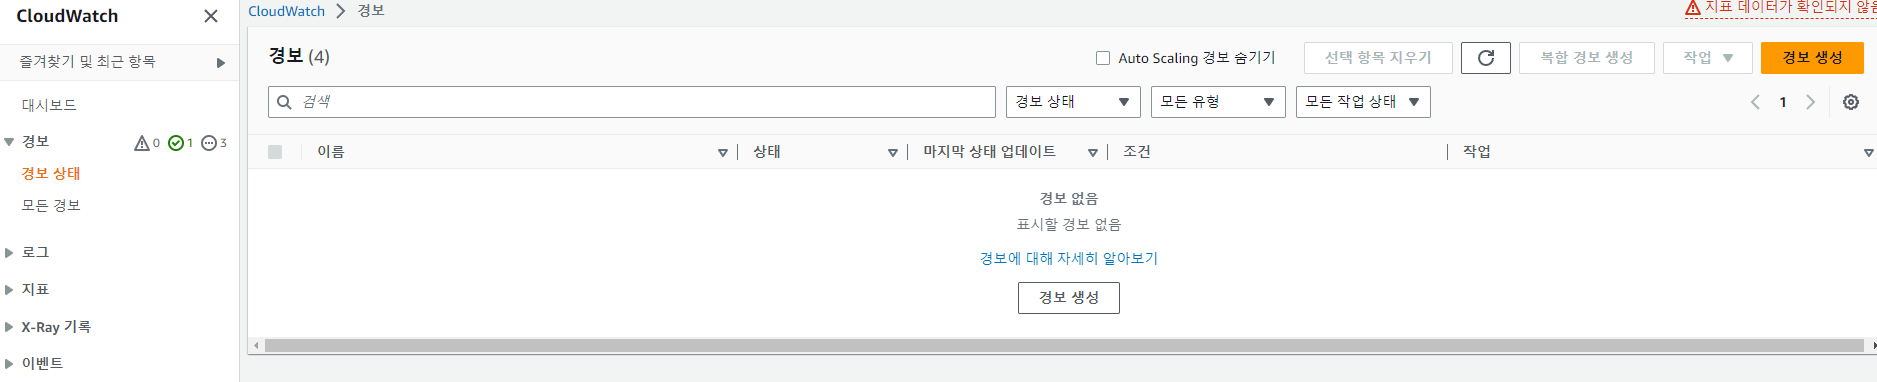 CloudWatch
즐겨찾기 및 최근 항목
대시보드
경보 0 1 3
경보 상태
모든 경보
로그
지표
X-Ray 기록
이벤트
CloudWatch 경보
지표 데이터가 확인되지 않음
경보 (4)
Auto Scaling 경보 숨기기 선택 항목 지우기 복합 경보 생성 작업 경보 생성
검색 경보 상태 모든 유형 모든 작업 상태 1
이름 상태 마지막 상태 업데이트 조건 작업
경보 없음
표시할 경보 없음
경보에 대해 자세히 알아보기
경보 생성